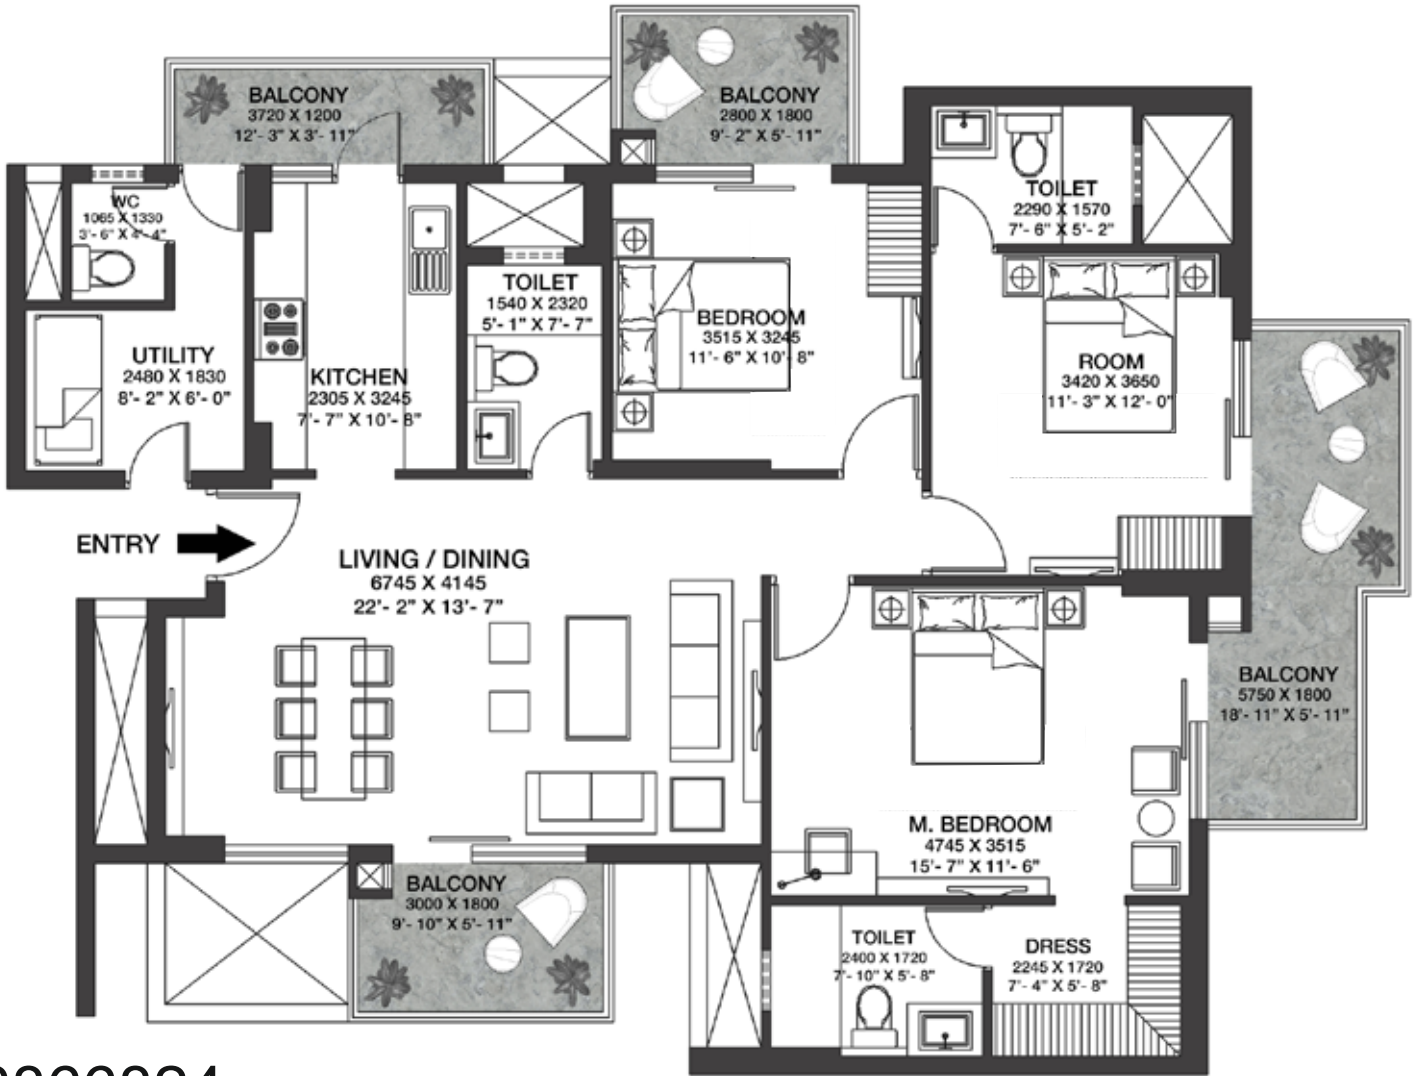 BALCONY
3720 X 1200
12'- 3" X 3'- 11"
BALCONY
2800 X 1800
9'- 2" X 5'- 11"
WC
1065 X 1330
3'- 6" X 4'- 4"
TOILET
2290 X 1570
7'- 6" X 5'- 2"
TOILET
1540 X 2320
5'- 1" X 7'- 7"
BEDROOM
3515 X 3245
11'- 6" X 10'- 8"
UTILITY
2480 X 1830
8'- 2" X 6'- 0"
KITCHEN
2305 X 3245
7'- 7" X 10'- 8"
ROOM
3420 X 3650
11'- 3" X 12'- 0"
ENTRY
LIVING / DINING
6745 X 4145
22'- 2" X 13'- 7"
BALCONY
5750 X 1800
18'- 11" X 5'- 11"
M. BEDROOM
4745 X 3515
15'- 7" X 11'- 6"
BALCONY
3000 X 1800
9'- 10" X 5'- 11"
TOILET
2400 X 1720
7'- 10" X 5'- 8"
DRESS
2245 X 1720
7'- 4" X 5'- 8"